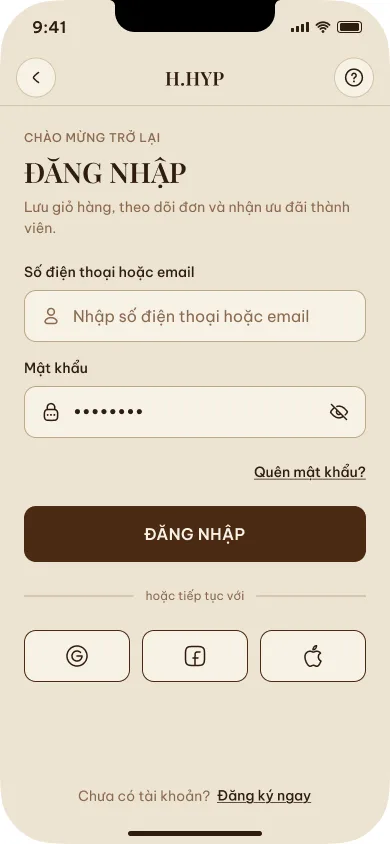 9:41
H.HYP
CHÀO MỪNG TRỞ LẠI
ĐĂNG NHẬP
Lưu giỏ hàng, theo dõi đơn và nhận ưu đãi thành
viên.
Số điện thoại hoặc email
Nhập số điện thoại hoặc email
Mật khẩu
••••••••
Quên mật khẩu?
ĐĂNG NHẬP
hoặc tiếp tục với
Chưa có tài khoản? Đăng ký ngay